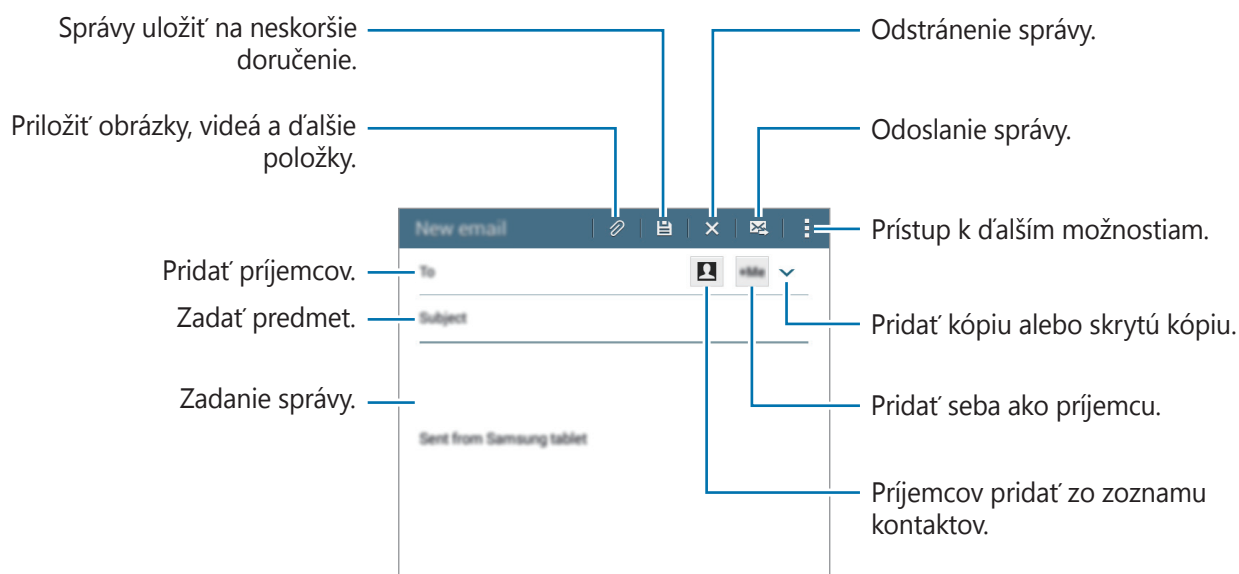 Správy uložiť na neskoršie
doručenie.
Priložiť obrázky, videá a ďalšie
položky.
Pridať príjemcov.
Zadať predmet.
Zadanie správy.
New email
To
+Me
Subject
Sent from Samsung tablet
Odstránenie správy.
Odoslanie správy.
Prístup k ďalším možnostiam.
Pridať kópiu alebo skrytú kópiu.
Pridať seba ako príjemcu.
Príjemcov pridať zo zoznamu
kontaktov.